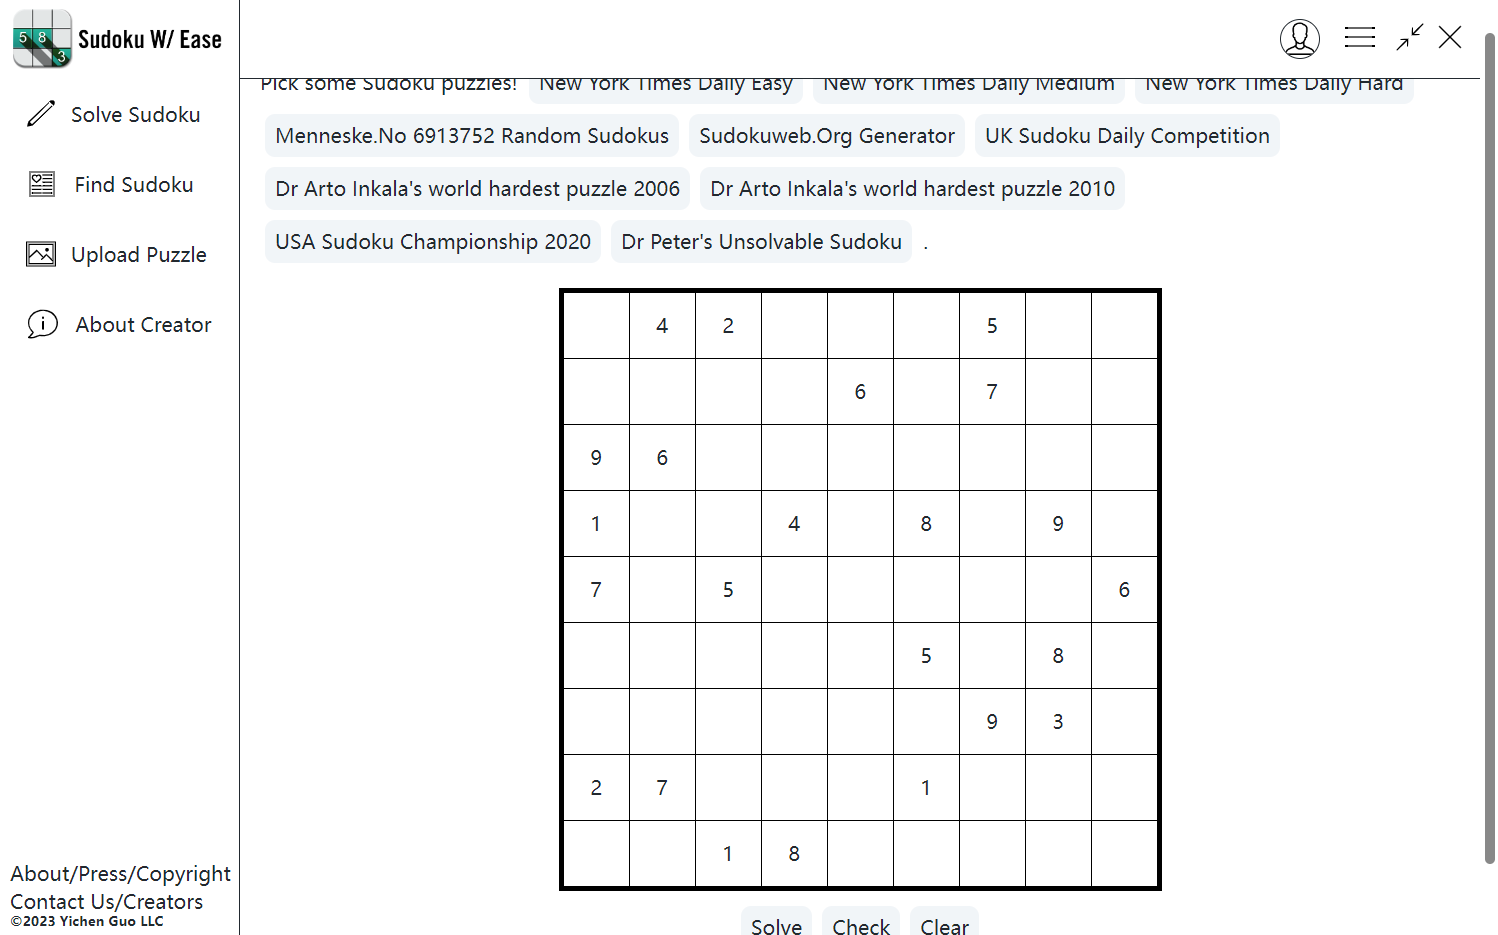 5 8
3
Sudoku W/ Ease
Solve Sudoku
Find Sudoku
Upload Puzzle
About Creator
About/Press/Copyright
Contact Us/Creators
©2023 Yichen Guo LLC
Pick some Sudoku puzzles! New York Times Daily Easy New York Times Daily Medium New York Times Daily Hard
Menneske.No 6913752 Random Sudokus Sudokuweb.Org Generator UK Sudoku Daily Competition
Dr Arto Inkala's world hardest puzzle 2006 Dr Arto Inkala's world hardest puzzle 2010
USA Sudoku Championship 2020 Dr Peter's Unsolvable Sudoku .
4 2 5
6 7
9 6
1 4 8 9
7 5 6
5 8
9 3
2 7 1
1 8
Solve Check Clear